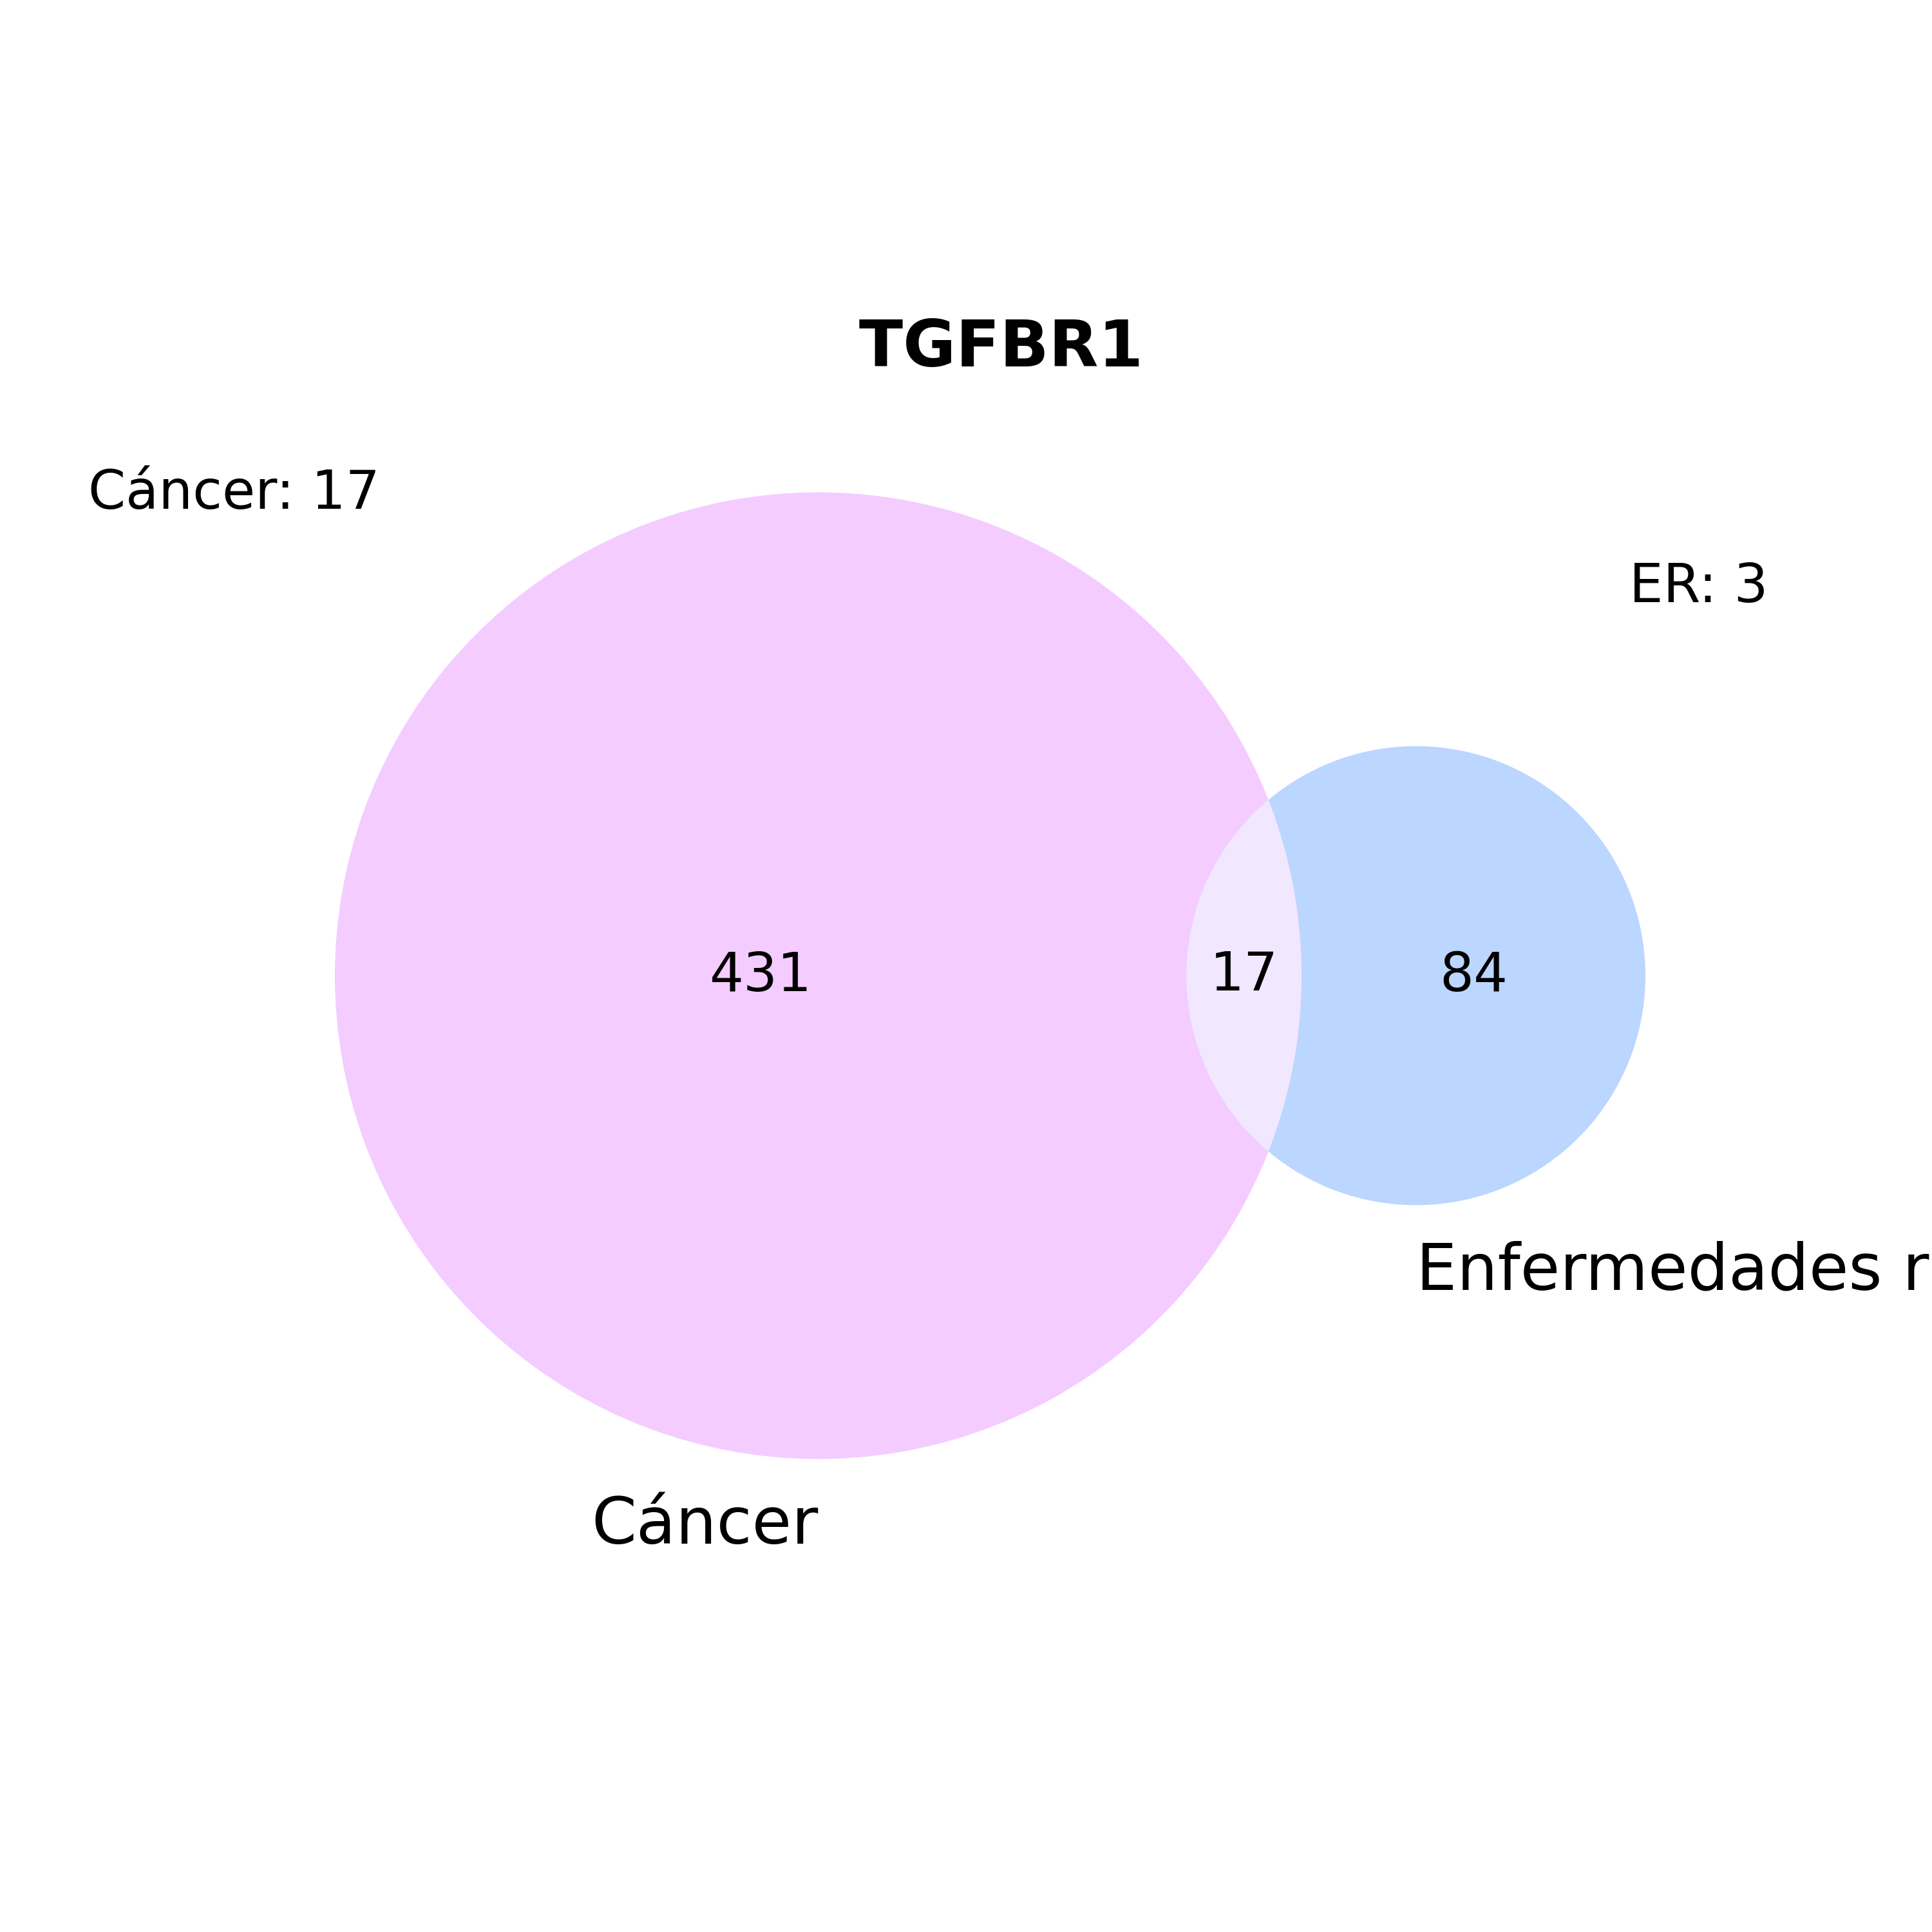 TGFBR1
Cáncer: 17
ER: 3
431
17
84
Enfermedades r
Cáncer